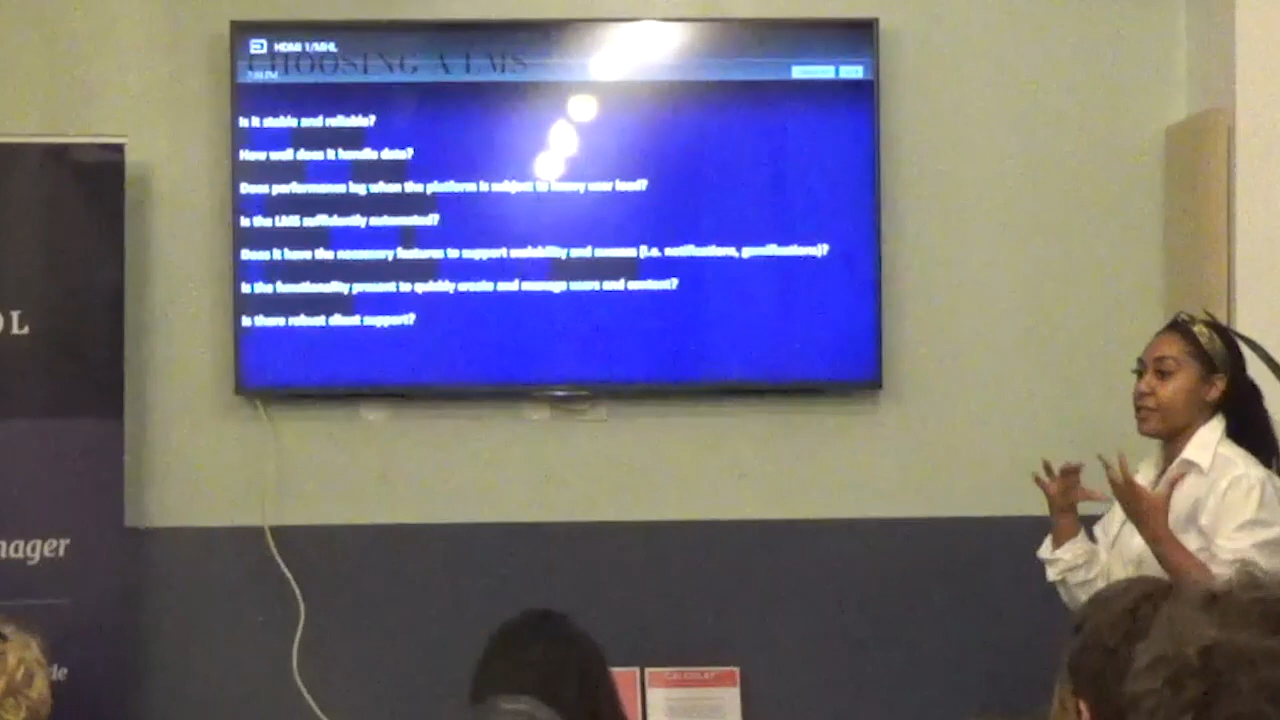 HDMI 1/MHL
CHOOSING A LMS
Is it stable and reliable?
How well does it handle data?
Does performance lag when the platform is subject to heavy user load?
Is the LMS sufficiently automated?
Does it have the necessary features to support scalability and success (i.e. notifications, gamifications)?
Is the functionality present to quickly create and manage users and content?
Is there robust client support?
OL
nager
de